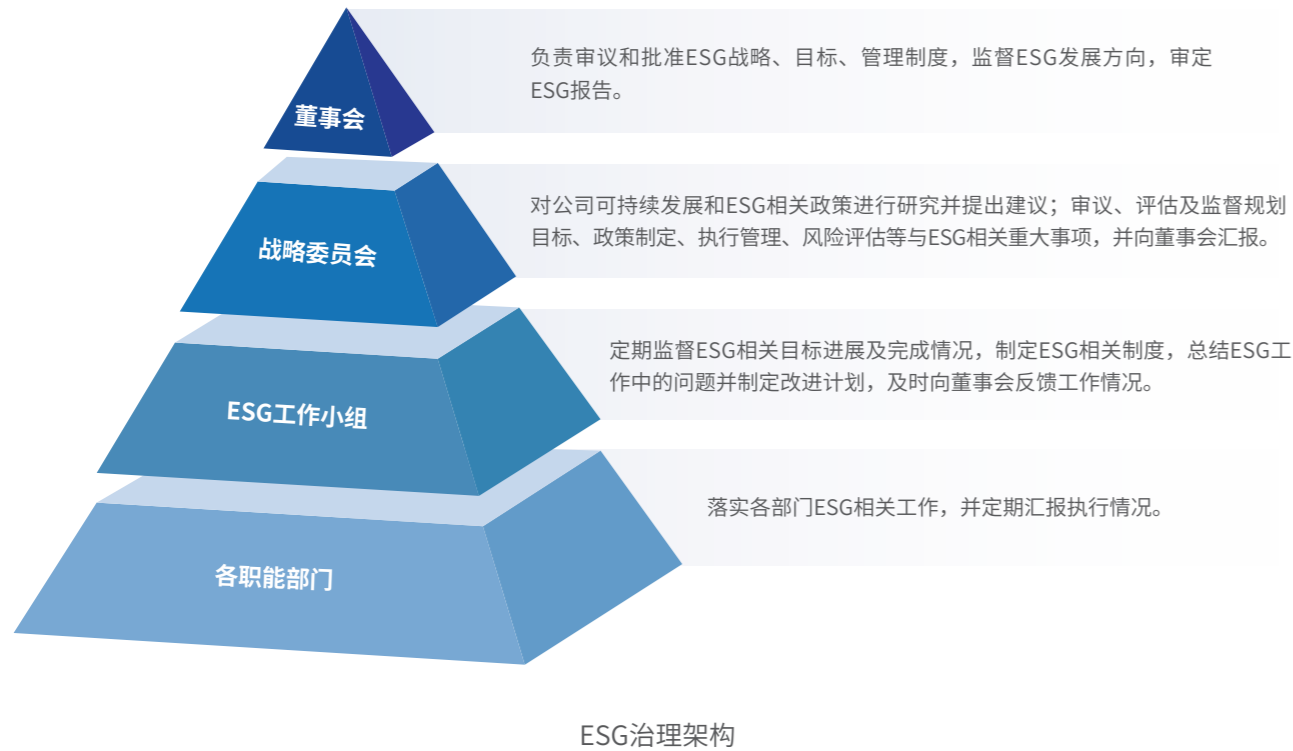 董事会
负责审议和批准ESG战略、目标、管理制度，监督ESG发展方向，审定
ESG报告。
战略委员会
对公司可持续发展和ESG相关政策进行研究并提出建议；审议、评估及监督规划
目标、政策制定、执行管理、风险评估等与ESG相关重大事项，并向董事会汇报。
ESG工作小组
定期监督ESG相关目标进展及完成情况，制定ESG相关制度，总结ESG工
作中的问题并制定改进计划，及时向董事会反馈工作情况。
各职能部门
落实各部门ESG相关工作，并定期汇报执行情况。
ESG治理架构